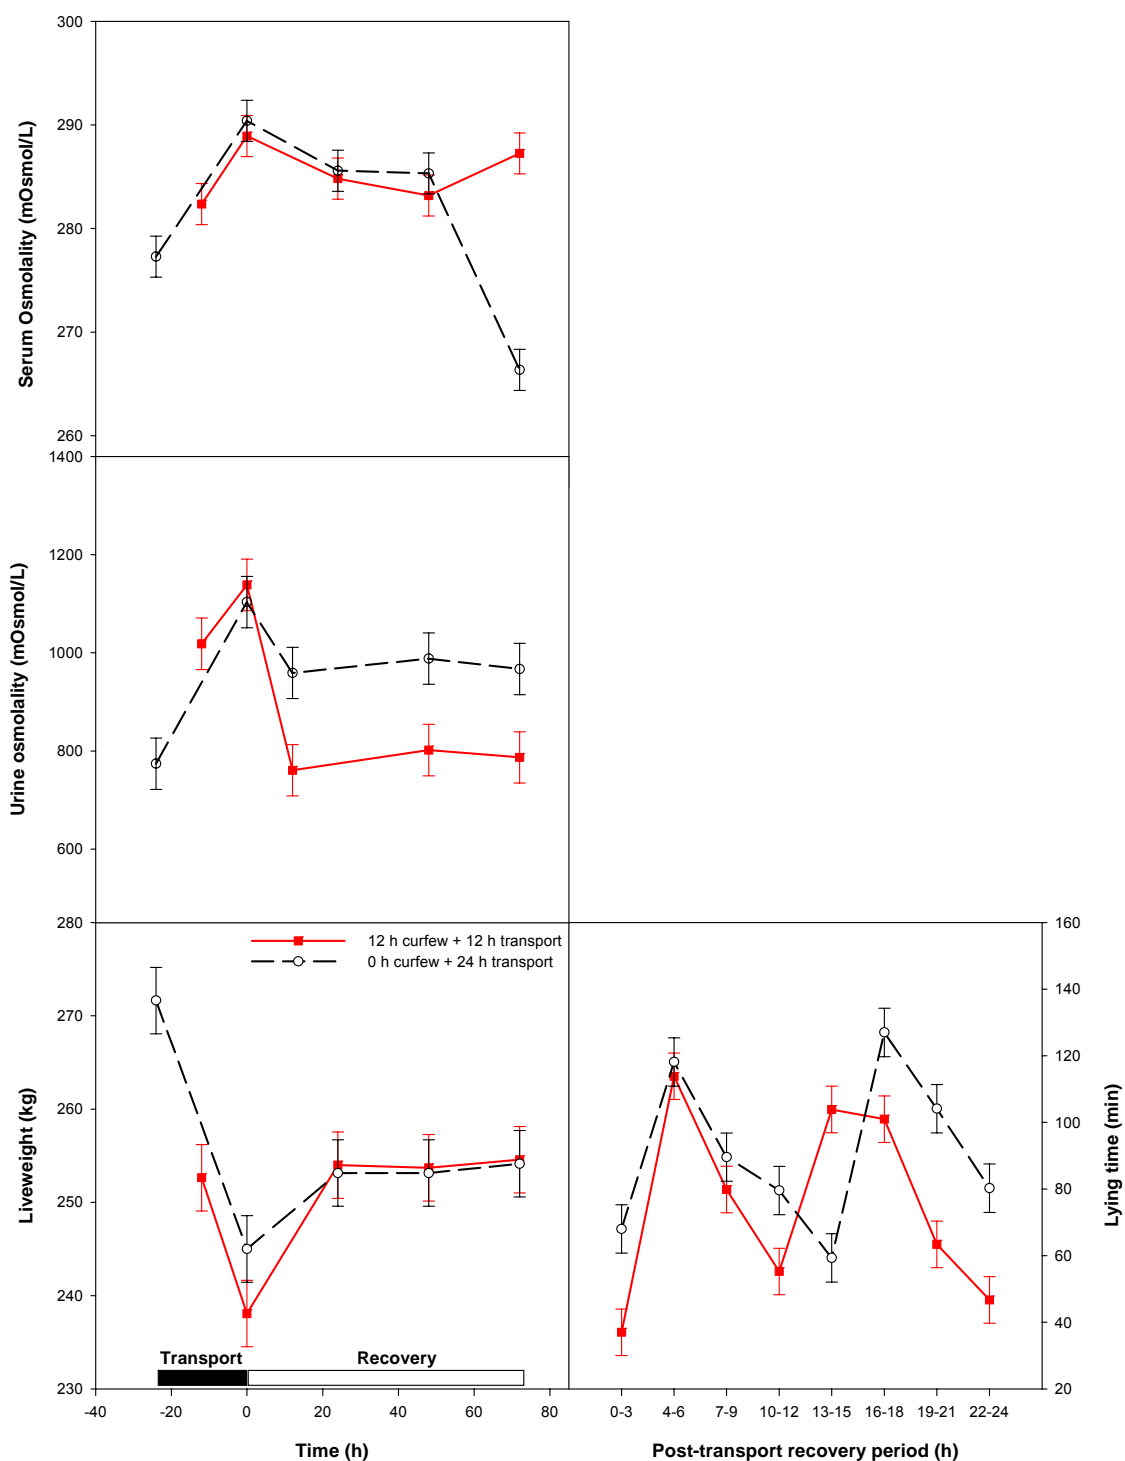 300
290
280
270
260
Serum Osmolality (mOsmol/L)
1400
1200
1000
800
600
Urine osmolality (mOsmol/L)
280
270
260
250
240
230
Liveweight (kg)
12 h curfew + 12 h transport
0 h curfew + 24 h transport
Transport Recovery
-40 -20 0 20 40 60 80
Time (h)
160
140
120
100
80
60
40
20
Lying time (min)
0-3 4-6 7-9 10-12 13-15 16-18 19-21 22-24
Post-transport recovery period (h)